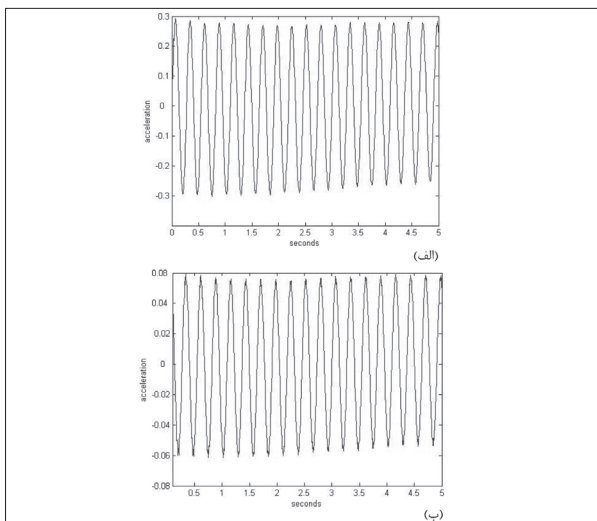 0.3
0.2
0.1
0
-0.1
-0.2
-0.3
acceleration
0 0.5 1 1.5 2 2.5 3 3.5 4 4.5 5
seconds
(الف)
0.08
0.04
0.02
0
-0.02
-0.04
-0.06
-0.08
acceleration
0.5 1 1.5 2 2.5 3 3.5 4 4.5 5
seconds
(ب)